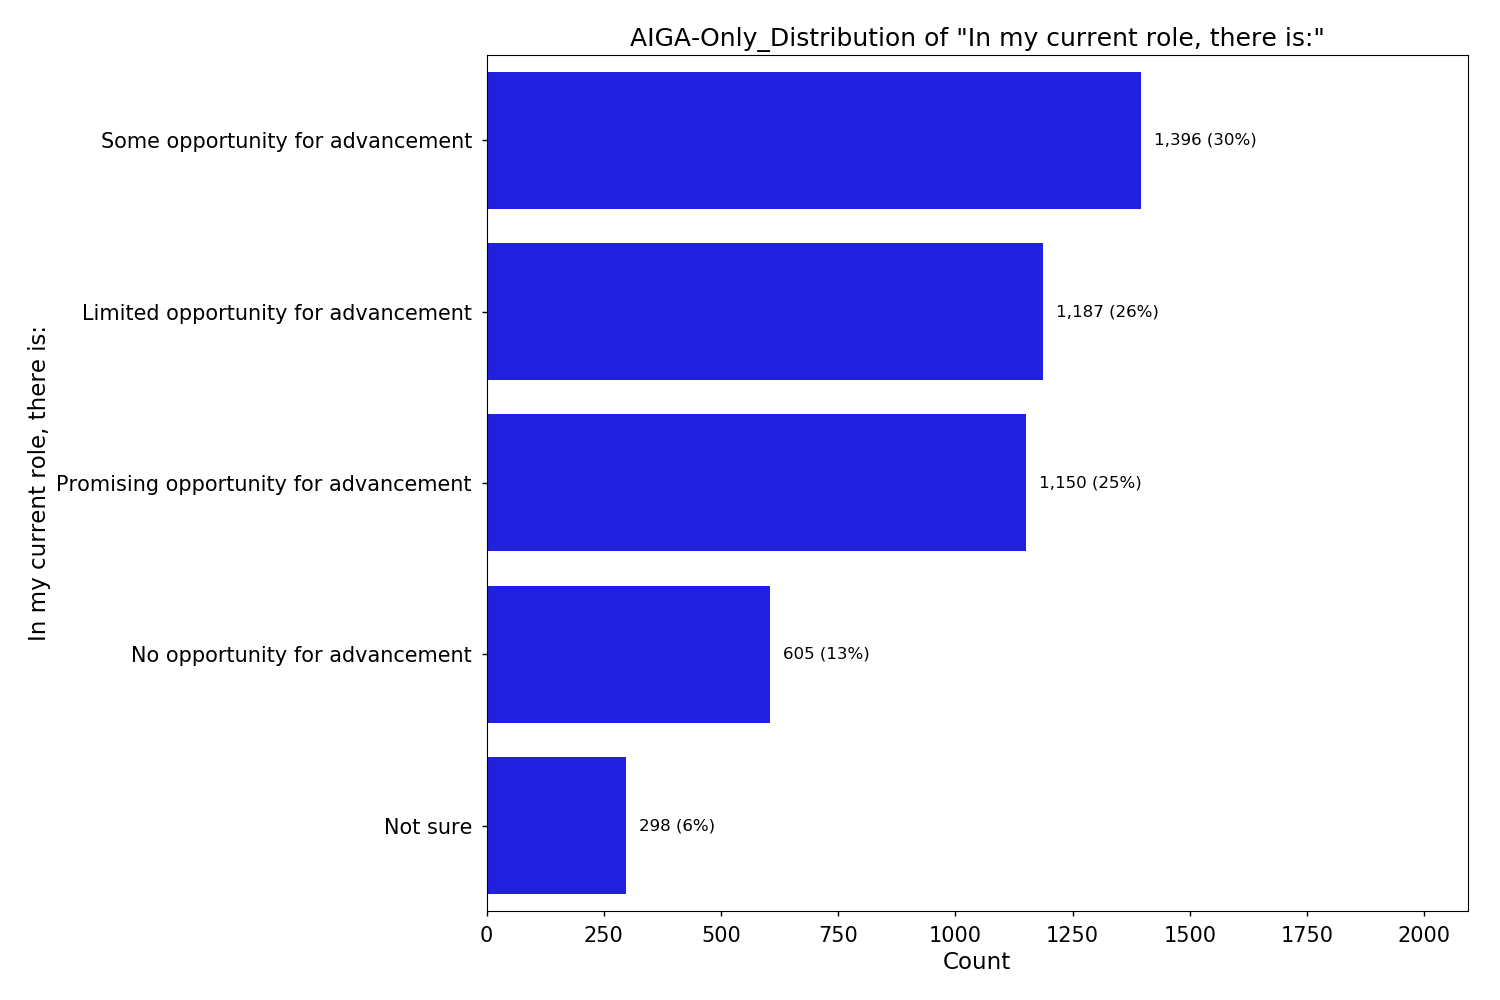 AIGA-Only_Distribution of "In my current role, there is:"
In my current role, there is:
Some opportunity for advancement
1,396 (30%)
Limited opportunity for advancement
1,187 (26%)
Promising opportunity for advancement
1,150 (25%)
No opportunity for advancement
605 (13%)
Not sure
298 (6%)
0 250 500 750 1000 1250 1500 1750 2000
Count